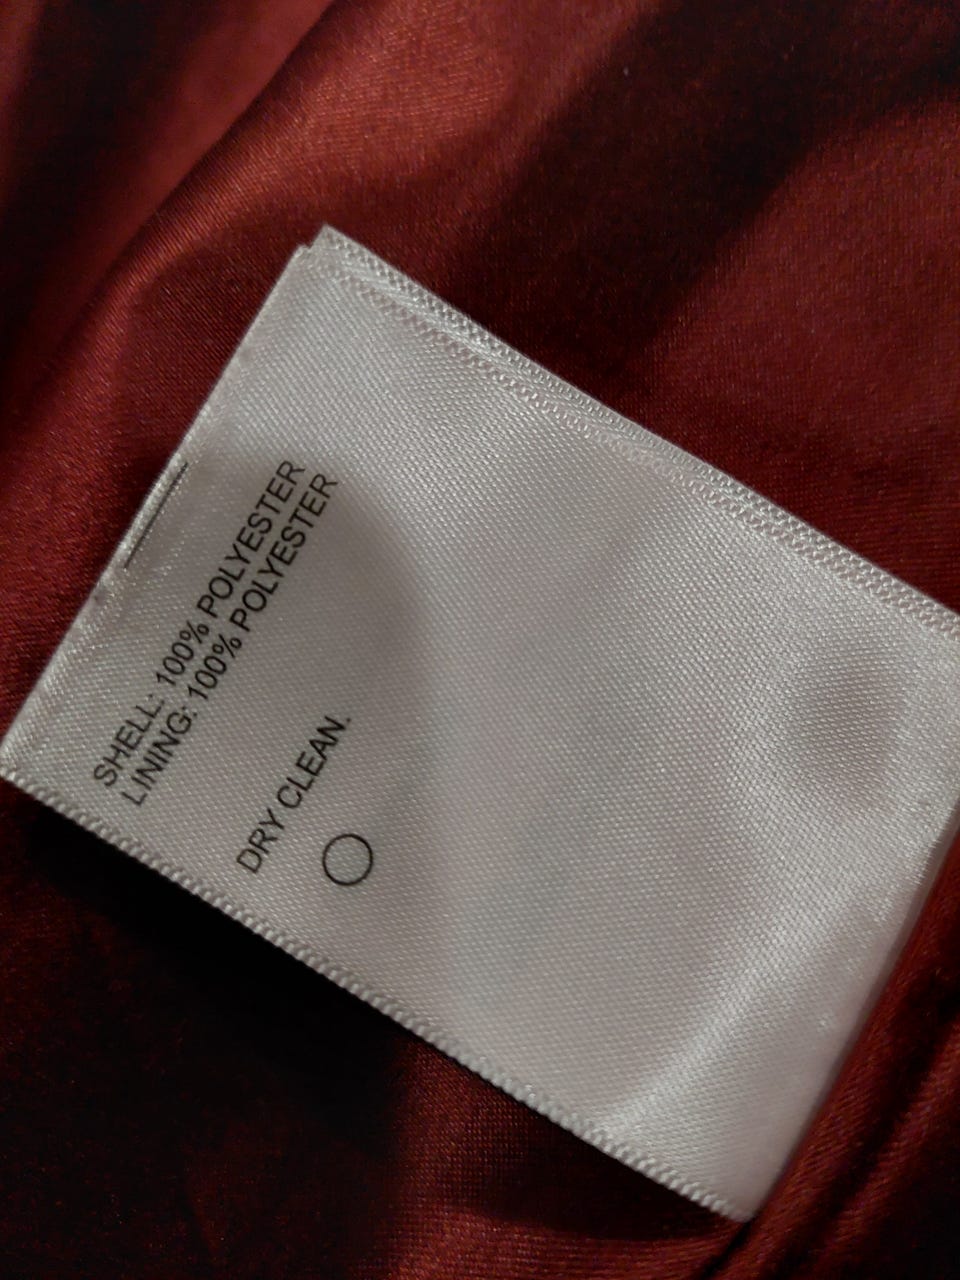 SHELL: 100% POLYESTER
LINING: 100% POLYESTER
DRY CLEAN.